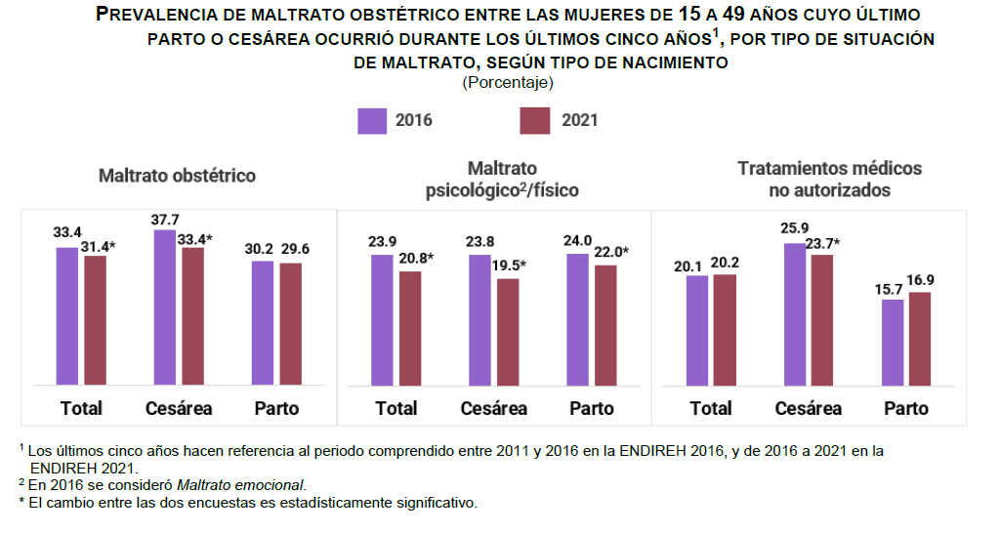 PREVALENCIA DE MALTRATO OBSTÉTRICO ENTRE LAS MUJERES DE 15 A 49 AÑOS CUYO ÚLTIMO
PARTO O CESÁREA OCURRIÓ DURANTE LOS ÚLTIMOS CINCO AÑOS¹, POR TIPO DE SITUACIÓN
DE MALTRATO, SEGÚN TIPO DE NACIMIENTO
(Porcentaje)
2016 2021
Maltrato obstétrico
33.4 31.4* 37.7 33.4* 30.2 29.6
Total Cesárea Parto
Maltrato
psicológico²/físico
23.9 20.8* 23.8 19.5* 24.0 22.0*
Total Cesárea Parto
Tratamientos médicos
no autorizados
20.1 20.2 25.9 23.7* 15.7 16.9
Total Cesárea Parto
¹ Los últimos cinco años hacen referencia al periodo comprendido entre 2011 y 2016 en la ENDIREH 2016, y de 2016 a 2021 en la
ENDIREH 2021.
² En 2016 se consideró Maltrato emocional.
* El cambio entre las dos encuestas es estadísticamente significativo.